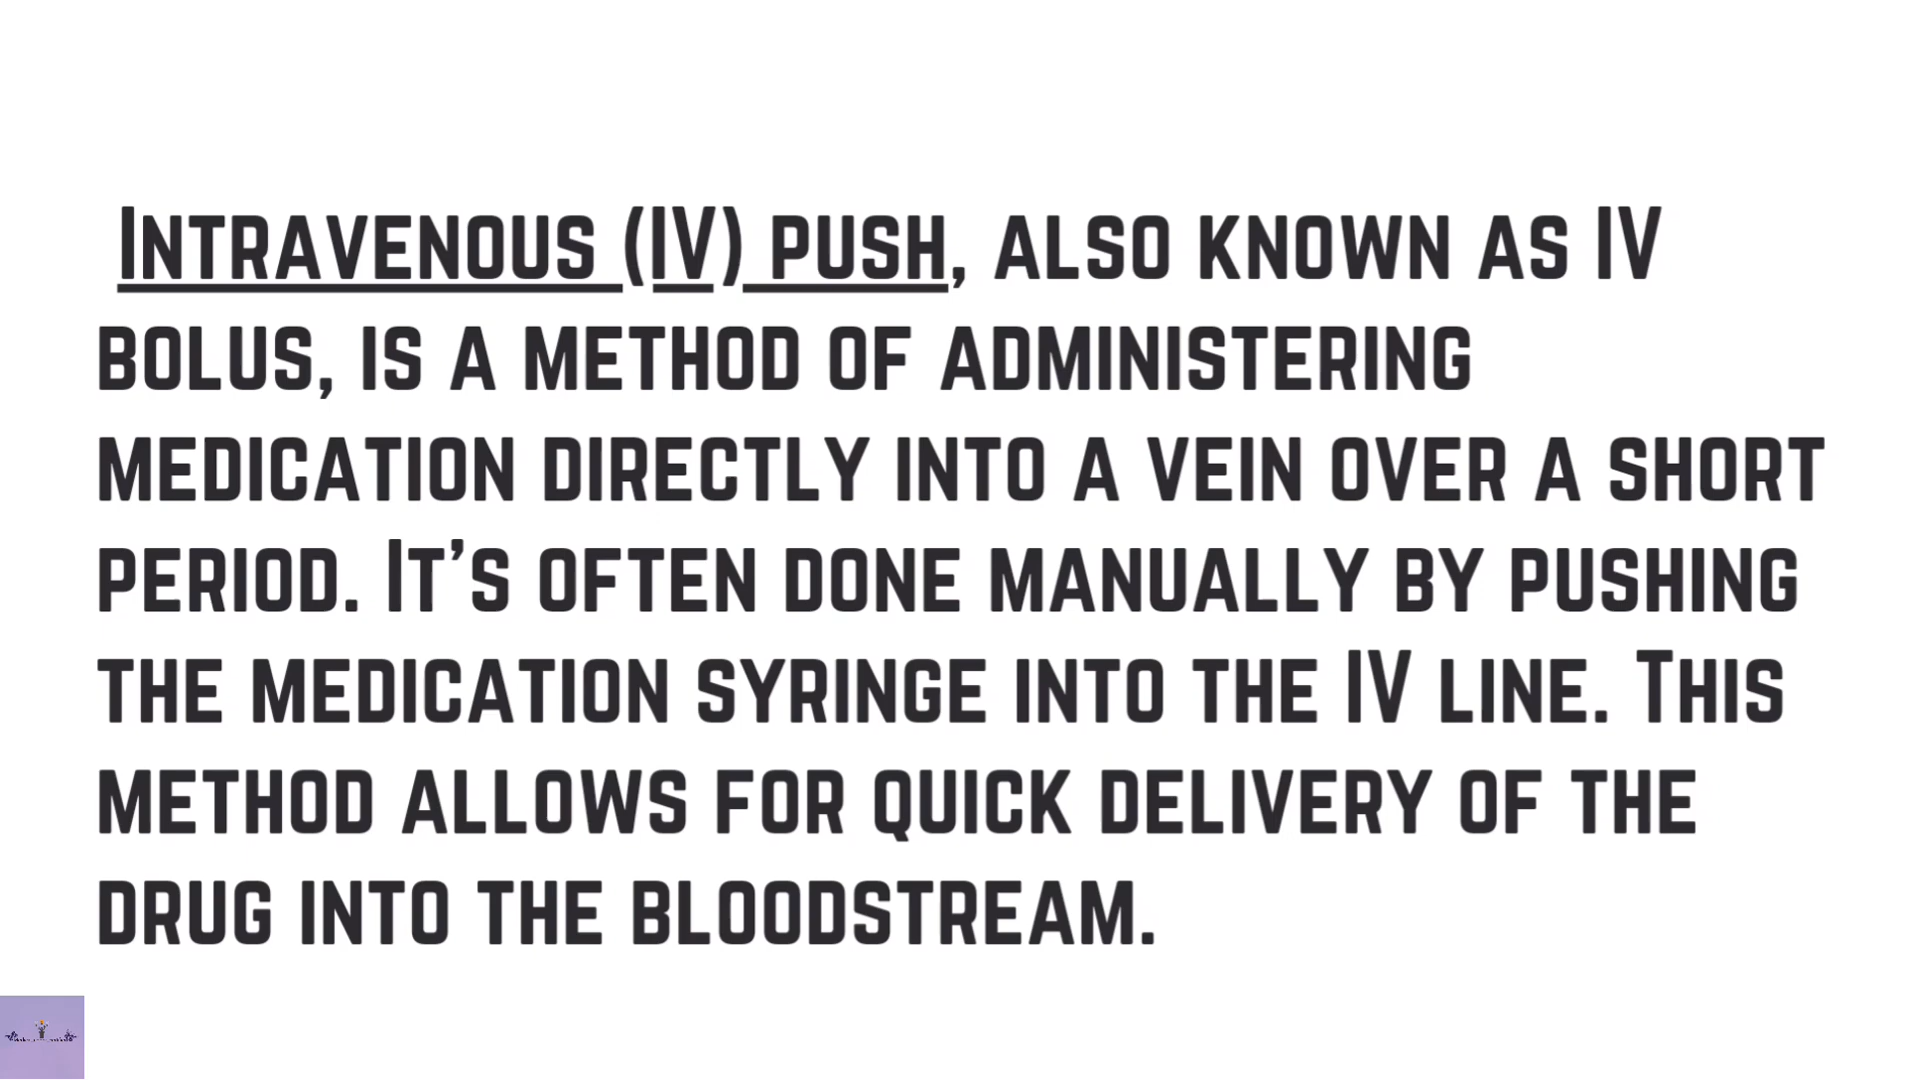 Intravenous (IV) push, also known as IV
bolus, is a method of administering
medication directly into a vein over a short
period. It's often done manually by pushing
the medication syringe into the IV line. This
method allows for quick delivery of the
drug into the bloodstream.